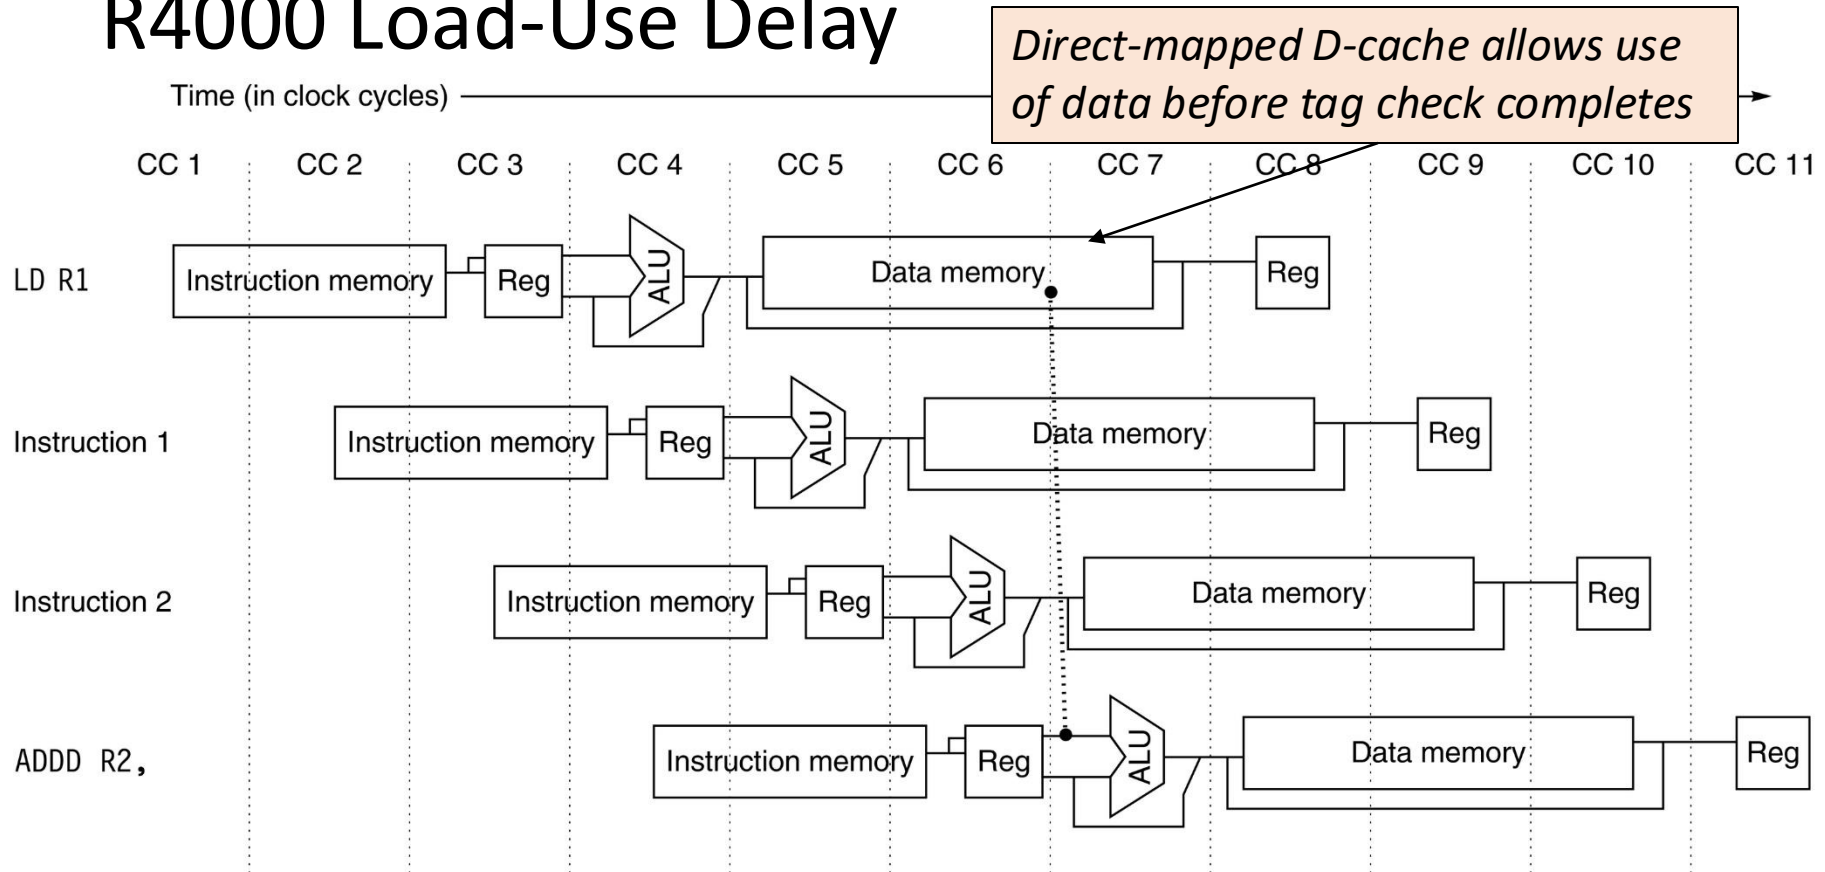 R4000 Load-Use Delay
Direct-mapped D-cache allows use
of data before tag check completes
Time (in clock cycles)
CC 1 CC 2 CC 3 CC 4 CC 5 CC 6 CC 7 CC 8 CC 9 CC 10 CC 11
LD R1 Instruction memory Reg ALU Data memory Reg
Instruction 1 Instruction memory Reg ALU Data memory Reg
Instruction 2 Instruction memory Reg ALU Data memory Reg
ADDD R2, Instruction memory Reg ALU Data memory Reg